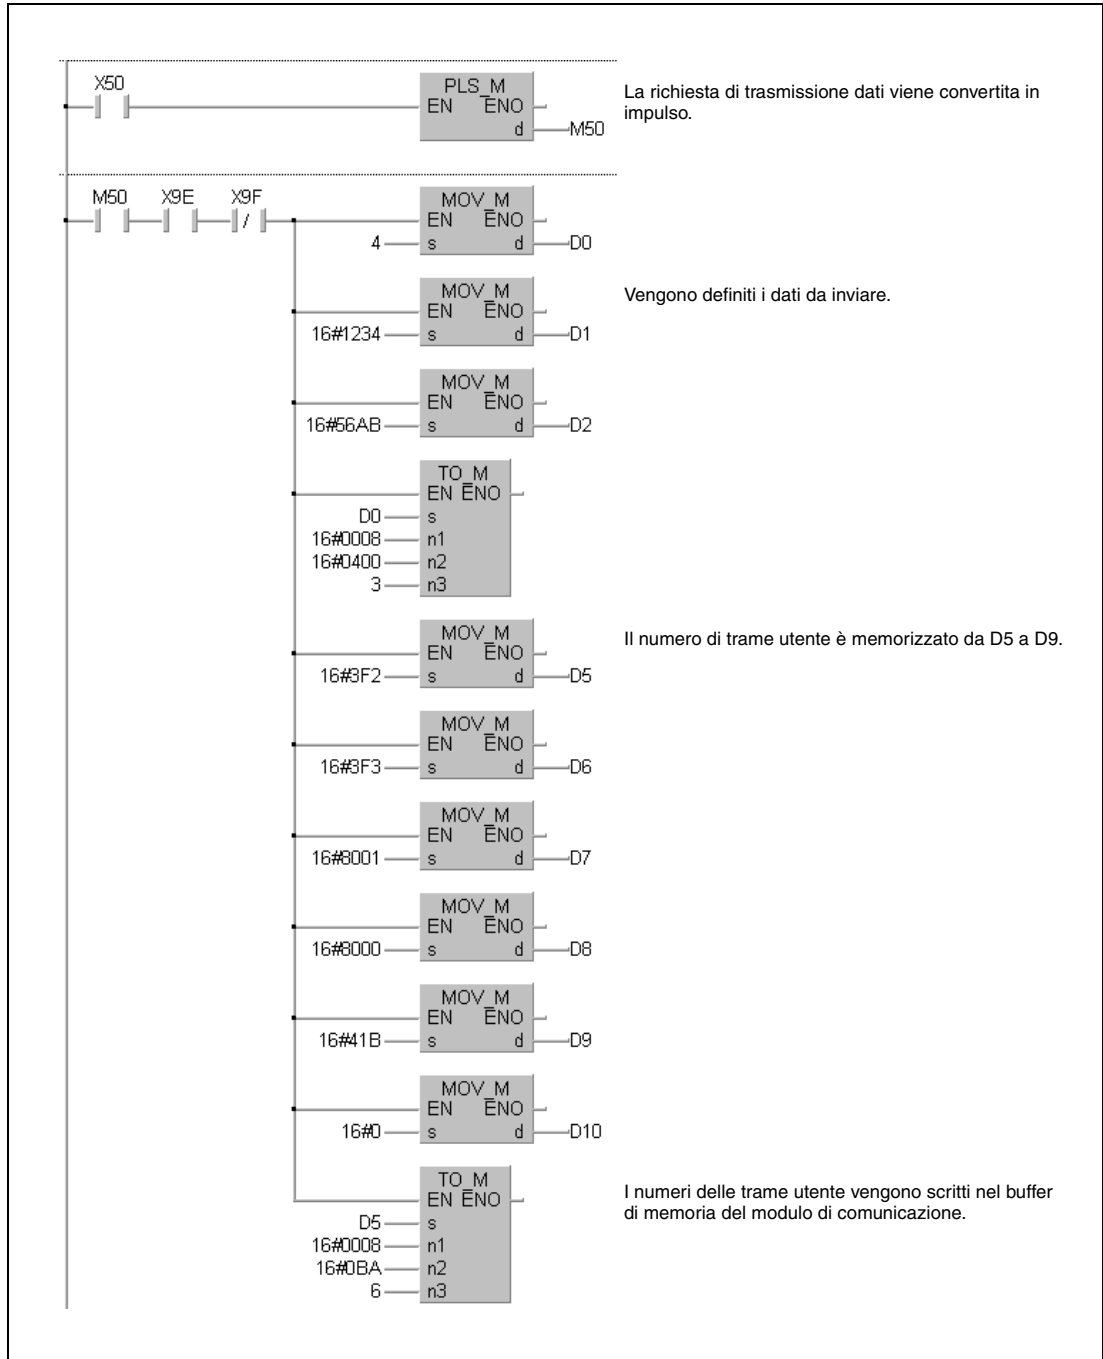 X50
PLS_M
EN ENO
d
M50
La richiesta di trasmissione dati viene convertita in
impulso.
M50 X9E X9F
MOV_M
EN ENO
4 s d D0
MOV_M
EN ENO
16#1234 s d D1
Vengono definiti i dati da inviare.
MOV_M
EN ENO
16#56AB s d D2
TO_M
EN ENO
D0 s
16#0008 n1
16#0400 n2
3 n3
MOV_M
EN ENO
16#3F2 s d D5
Il numero di trame utente è memorizzato da D5 a D9.
MOV_M
EN ENO
16#3F3 s d D6
MOV_M
EN ENO
16#8001 s d D7
MOV_M
EN ENO
16#8000 s d D8
MOV_M
EN ENO
16#41B s d D9
MOV_M
EN ENO
16#0 s d D10
TO_M
EN ENO
D5 s
16#0008 n1
16#0BA n2
6 n3
I numeri delle trame utente vengono scritti nel buffer
di memoria del modulo di comunicazione.